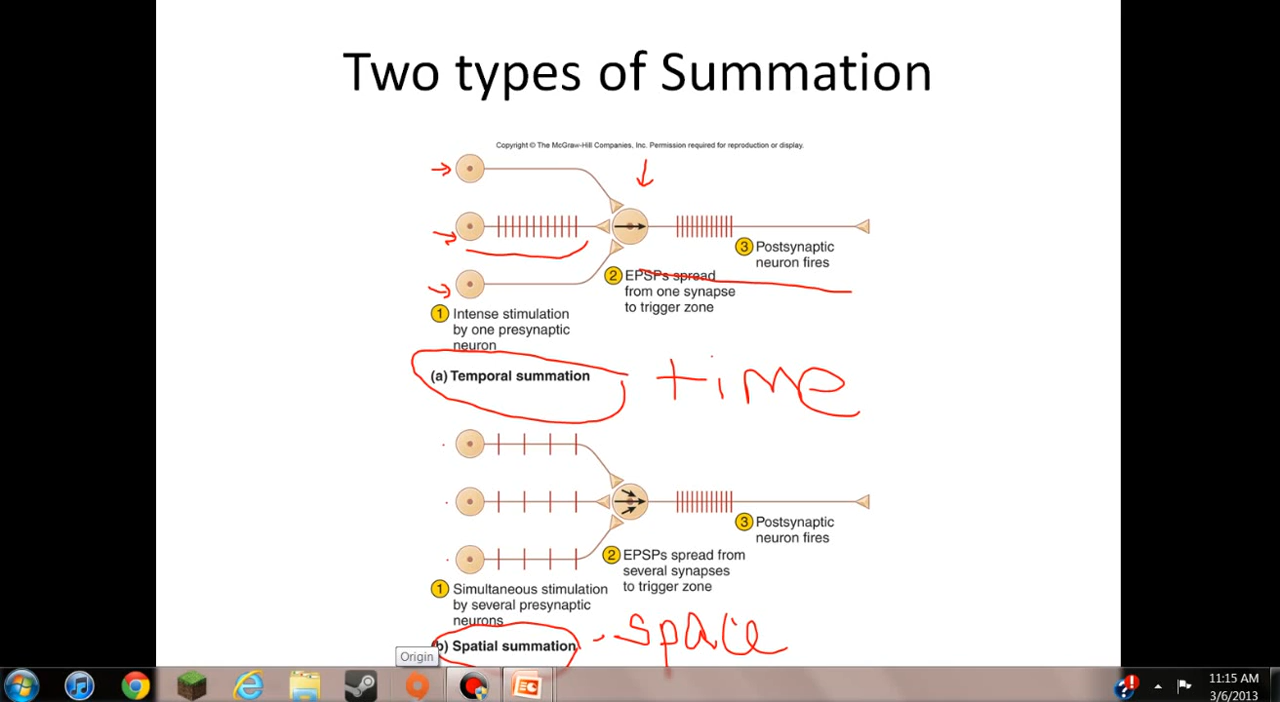 Two types of Summation
Copyright © The McGraw-Hill Companies, Inc. Permission required for reproduction or display.
3 Postsynaptic
neuron fires
2 EPSPs spread
from one synapse
to trigger zone
1 Intense stimulation
by one presynaptic
neuron
(a) Temporal summation
time
3 Postsynaptic
neuron fires
2 EPSPs spread from
several synapses
to trigger zone
1 Simultaneous stimulation
by several presynaptic
neurons
(b) Spatial summation
space
Origin
11:15 AM
3/6/2013